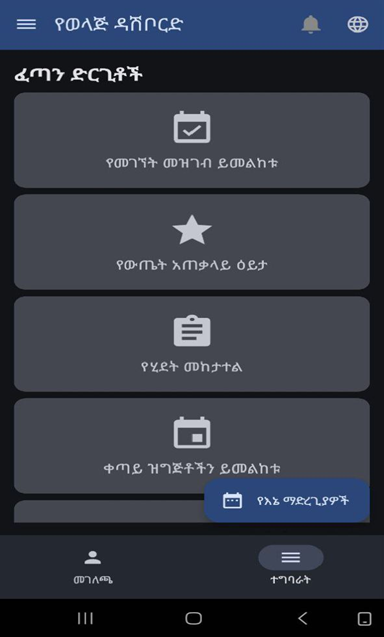 የወላጅ ዳሽቦርድ
ፈጣን ድርጊቶች
የመገኘት መዝገብ ይመልከቱ
የውጤት አጠቃላይ ዕይታ
የሂደት መከታተል
ቀጣይ ዝግጅቶችን ይመልከቱ
የእኔ ማድረጊያዎች
መገለጫ
ተግባራት